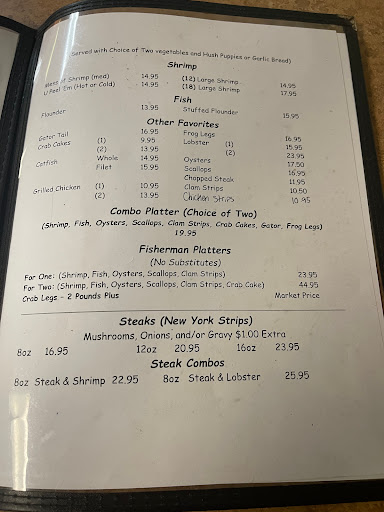 Served with Choice of Two vegetables and Hush Puppies or Garlic Bread)
Shrimp
Mess of Shrimp (med) 14.95 (12) Large Shrimp 14.95
U Peel 'Em (Hot or Cold) 14.95 (18) Large Shrimp 17.95
Fish
Flounder 13.95 Stuffed Flounder 15.95
Other Favorites
Gator Tail 16.95 Frog Legs 16.95
Crab Cakes (1) 9.95 Lobster (1) 15.95
(2) 13.95 (2) 23.95
Catfish Whole 14.95 Oysters 17.50
Filet 15.95 Scallops 16.95
Chopped Steak 11.95
Grilled Chicken (1) 10.95 Clam Strips 10.50
(2) 13.95 Chicken Strips 10.95
Combo Platter (Choice of Two)
(Shrimp, Fish, Oysters, Scallops, Clam Strips, Crab Cakes, Gator, Frog Legs)
19.95
Fisherman Platters
(No Substitutes)
For One: (Shrimp, Fish, Oysters, Scallops, Clam Strips) 23.95
For Two: (Shrimp, Fish, Oysters, Scallops, Clam Strips, Crab Cake) 44.95
Crab Legs - 2 Pounds Plus Market Price
Steaks (New York Strips)
Mushrooms, Onions, and/or Gravy $1.00 Extra
8oz 16.95 12oz 20.95 16oz 23.95
Steak Combos
8oz Steak & Shrimp 22.95 8oz Steak & Lobster 25.95